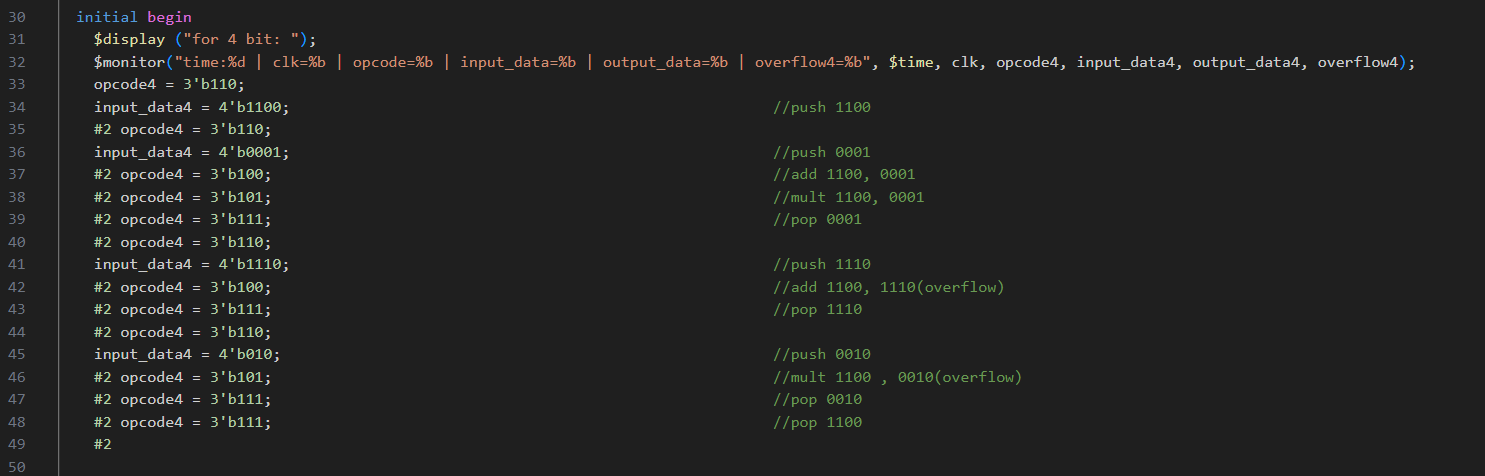 30 initial begin
31 $display ("for 4 bit: ");
32 $monitor("time:%d | clk=%b | opcode=%b | input_data=%b | output_data=%b | overflow4=%b", $time, clk, opcode4, input_data4, output_data4, overflow4);
33 opcode4 = 3'b110;
34 input_data4 = 4'b1100; //push 1100
35 #2 opcode4 = 3'b110;
36 input_data4 = 4'b0001; //push 0001
37 #2 opcode4 = 3'b100; //add 1100, 0001
38 #2 opcode4 = 3'b101; //mult 1100, 0001
39 #2 opcode4 = 3'b111; //pop 0001
40 #2 opcode4 = 3'b110;
41 input_data4 = 4'b1110; //push 1110
42 #2 opcode4 = 3'b100; //add 1100, 1110(overflow)
43 #2 opcode4 = 3'b111; //pop 1110
44 #2 opcode4 = 3'b110;
45 input_data4 = 4'b010; //push 0010
46 #2 opcode4 = 3'b101; //mult 1100 , 0010(overflow)
47 #2 opcode4 = 3'b111; //pop 0010
48 #2 opcode4 = 3'b111; //pop 1100
49 #2
50